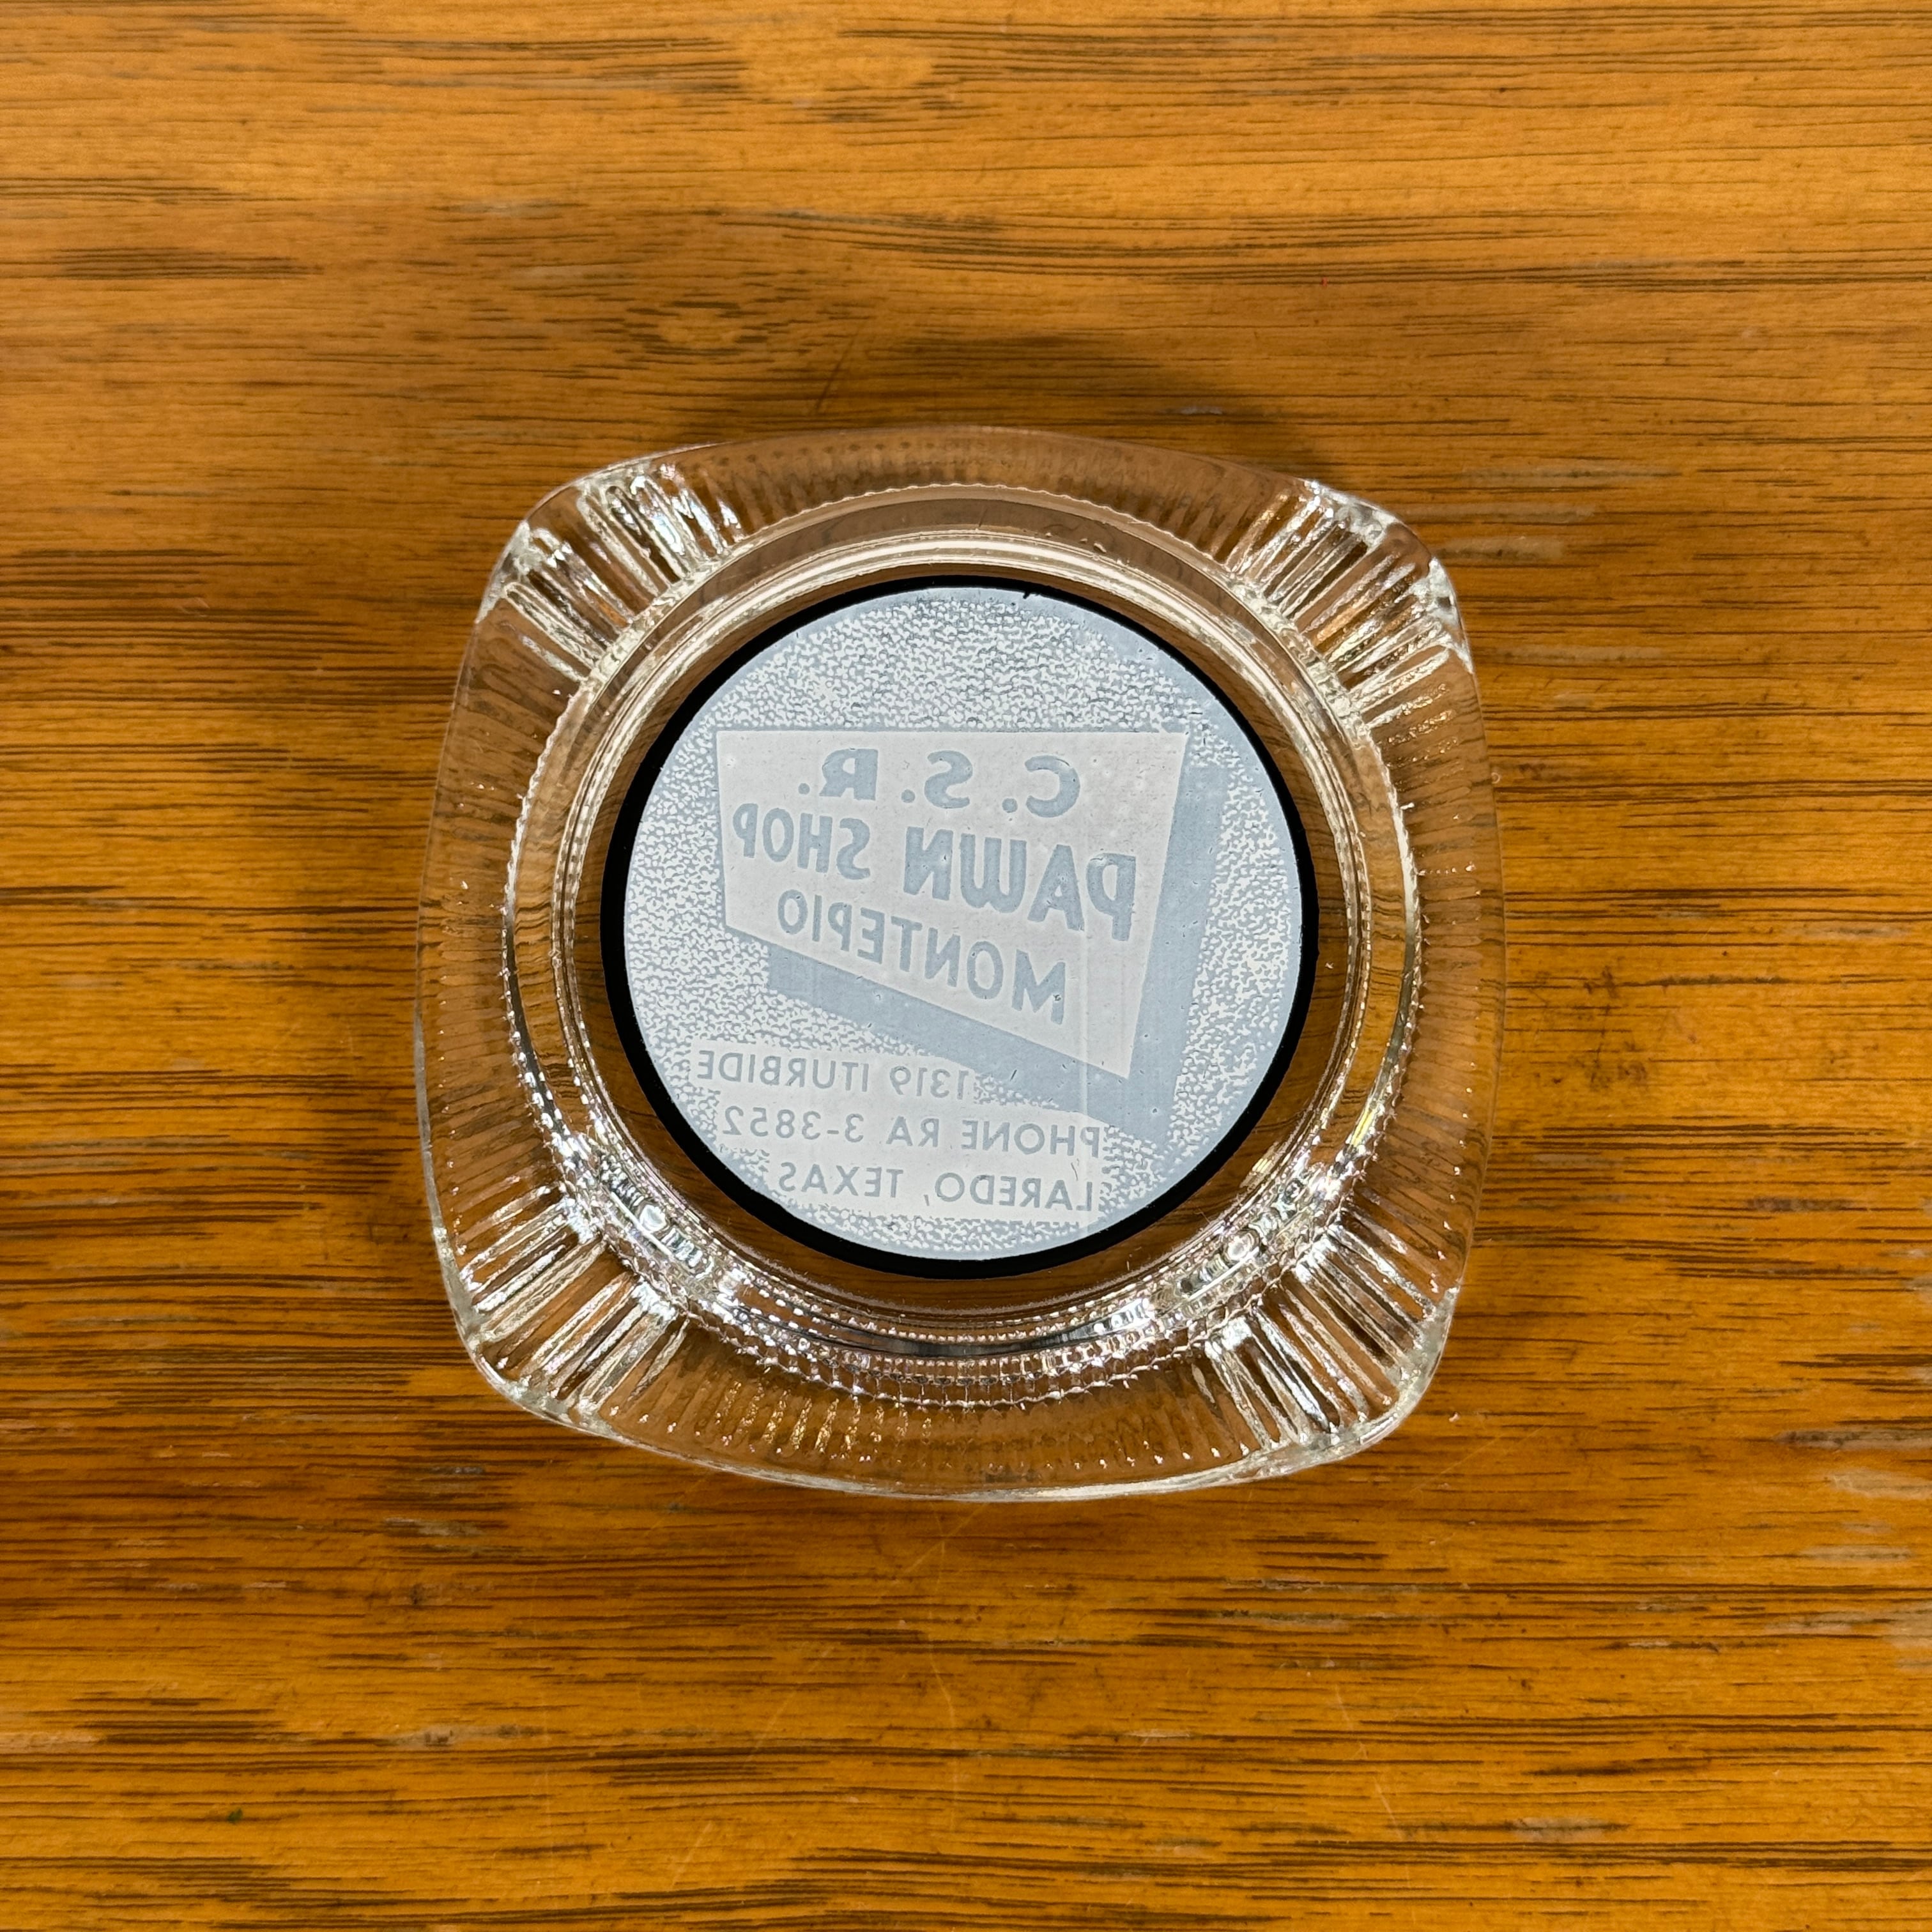 C. S. R.
PAWN SHOP
MONTEPIO
1319 ITURBIDE
PHONE RA 3-3852
LAREDO, TEXAS